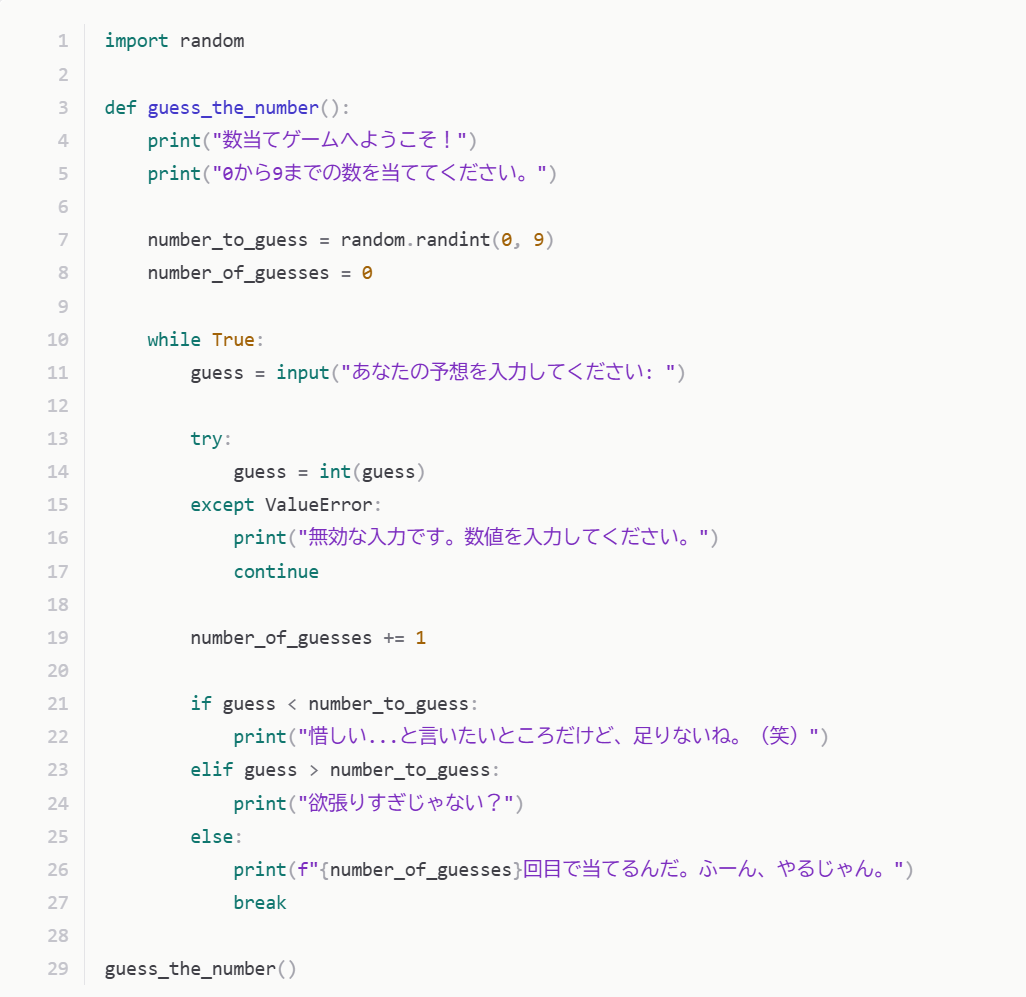 1 import random
2
3 def guess_the_number():
4     print("数当てゲームへようこそ！")
5     print("0から9までの数を当ててください。")
6
7     number_to_guess = random.randint(0, 9)
8     number_of_guesses = 0
9
10     while True:
11         guess = input("あなたの予想を入力してください: ")
12
13         try:
14             guess = int(guess)
15         except ValueError:
16             print("無効な入力です。数値を入力してください。")
17             continue
18
19         number_of_guesses += 1
20
21         if guess < number_to_guess:
22             print("惜しい...と言いたいところだけど、足りないね。（笑）")
23         elif guess > number_to_guess:
24             print("欲張りすぎじゃない？")
25         else:
26             print(f"{number_of_guesses}回目で当てるんだ。ふーん、やるじゃん。")
27             break
28
29 guess_the_number()